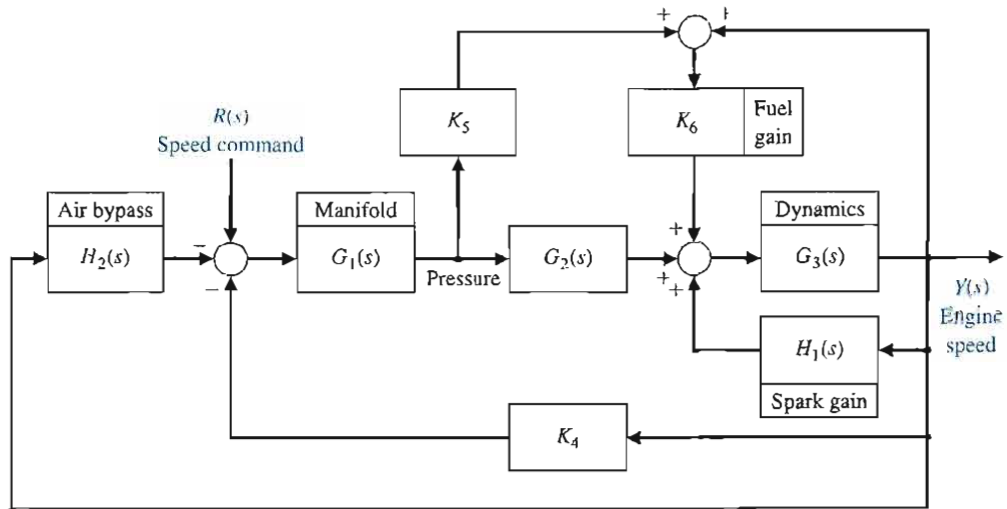 +
+
K5
K6
Fuel
gain
R(s)
Speed command
Air bypass
H2(s)
−
−
Manifold
G1(s)
Pressure
G2(s)
+
+
+
Dynamics
G3(s)
Y(s)
Engine
speed
H1(s)
Spark gain
K4